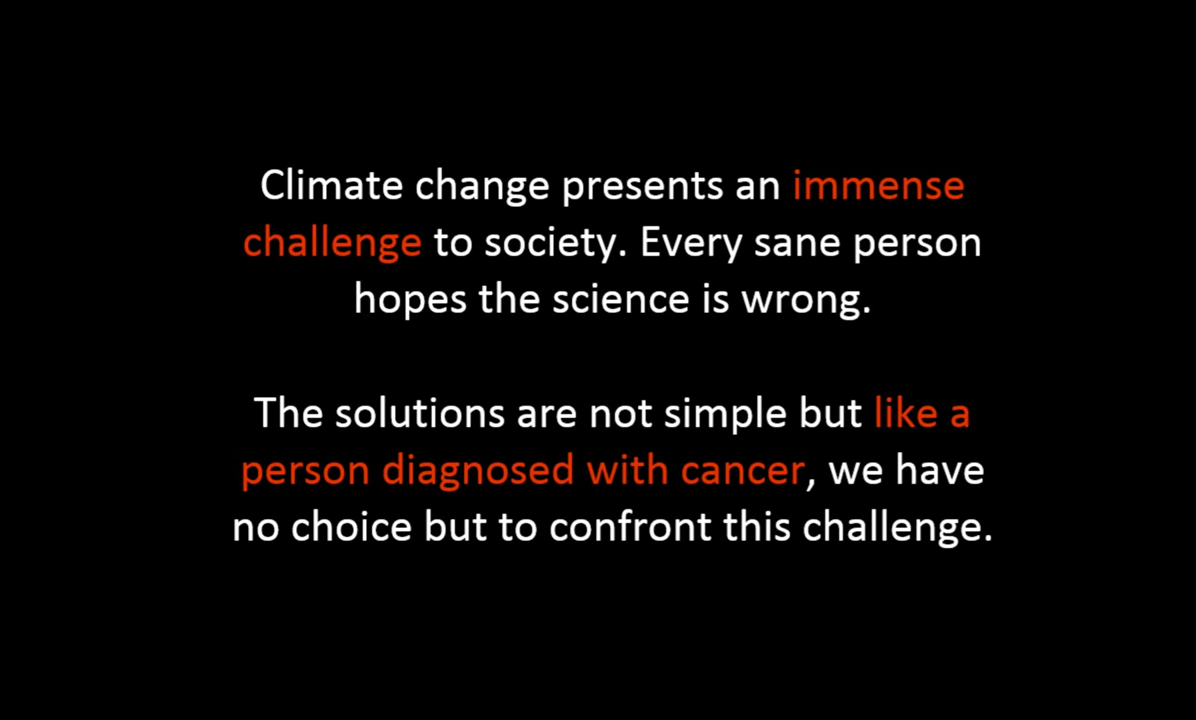 Climate change presents an immense
challenge to society. Every sane person
hopes the science is wrong.
The solutions are not simple but like a
person diagnosed with cancer, we have
no choice but to confront this challenge.